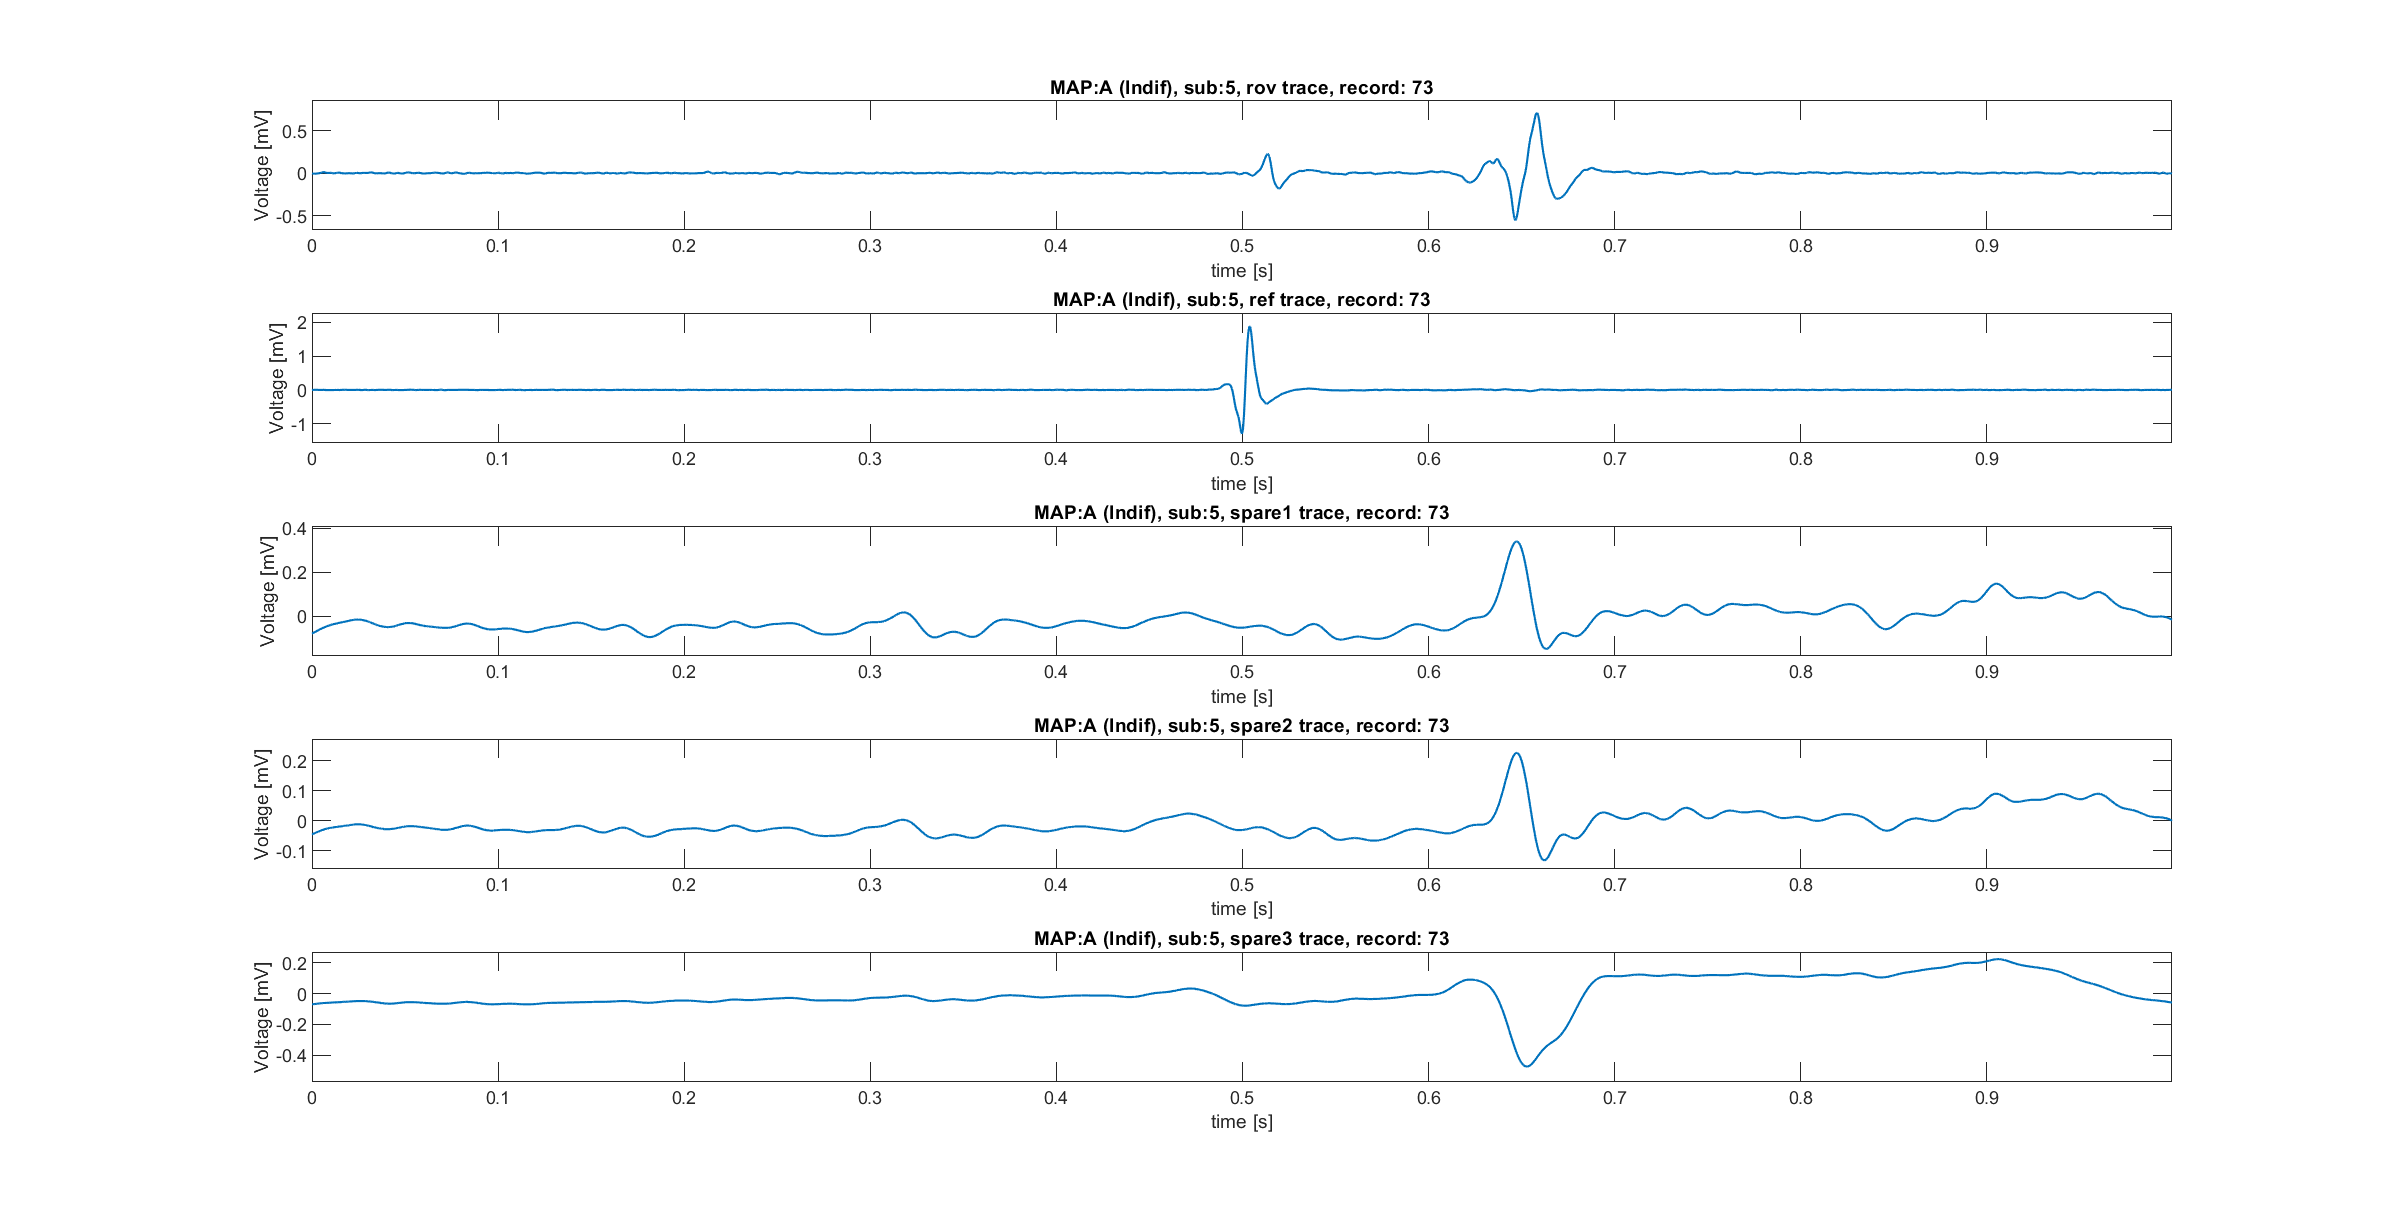 MAP:A (Indif), sub:5, rov trace, record: 73
Voltage [mV]
0.5
0
-0.5
0 0.1 0.2 0.3 0.4 0.5 0.6 0.7 0.8 0.9
time [s]
MAP:A (Indif), sub:5, ref trace, record: 73
Voltage [mV]
2
1
0
-1
0 0.1 0.2 0.3 0.4 0.5 0.6 0.7 0.8 0.9
time [s]
MAP:A (Indif), sub:5, spare1 trace, record: 73
Voltage [mV]
0.4
0.2
0
0 0.1 0.2 0.3 0.4 0.5 0.6 0.7 0.8 0.9
time [s]
MAP:A (Indif), sub:5, spare2 trace, record: 73
Voltage [mV]
0.2
0.1
0
-0.1
0 0.1 0.2 0.3 0.4 0.5 0.6 0.7 0.8 0.9
time [s]
MAP:A (Indif), sub:5, spare3 trace, record: 73
Voltage [mV]
0.2
0
-0.2
-0.4
0 0.1 0.2 0.3 0.4 0.5 0.6 0.7 0.8 0.9
time [s]